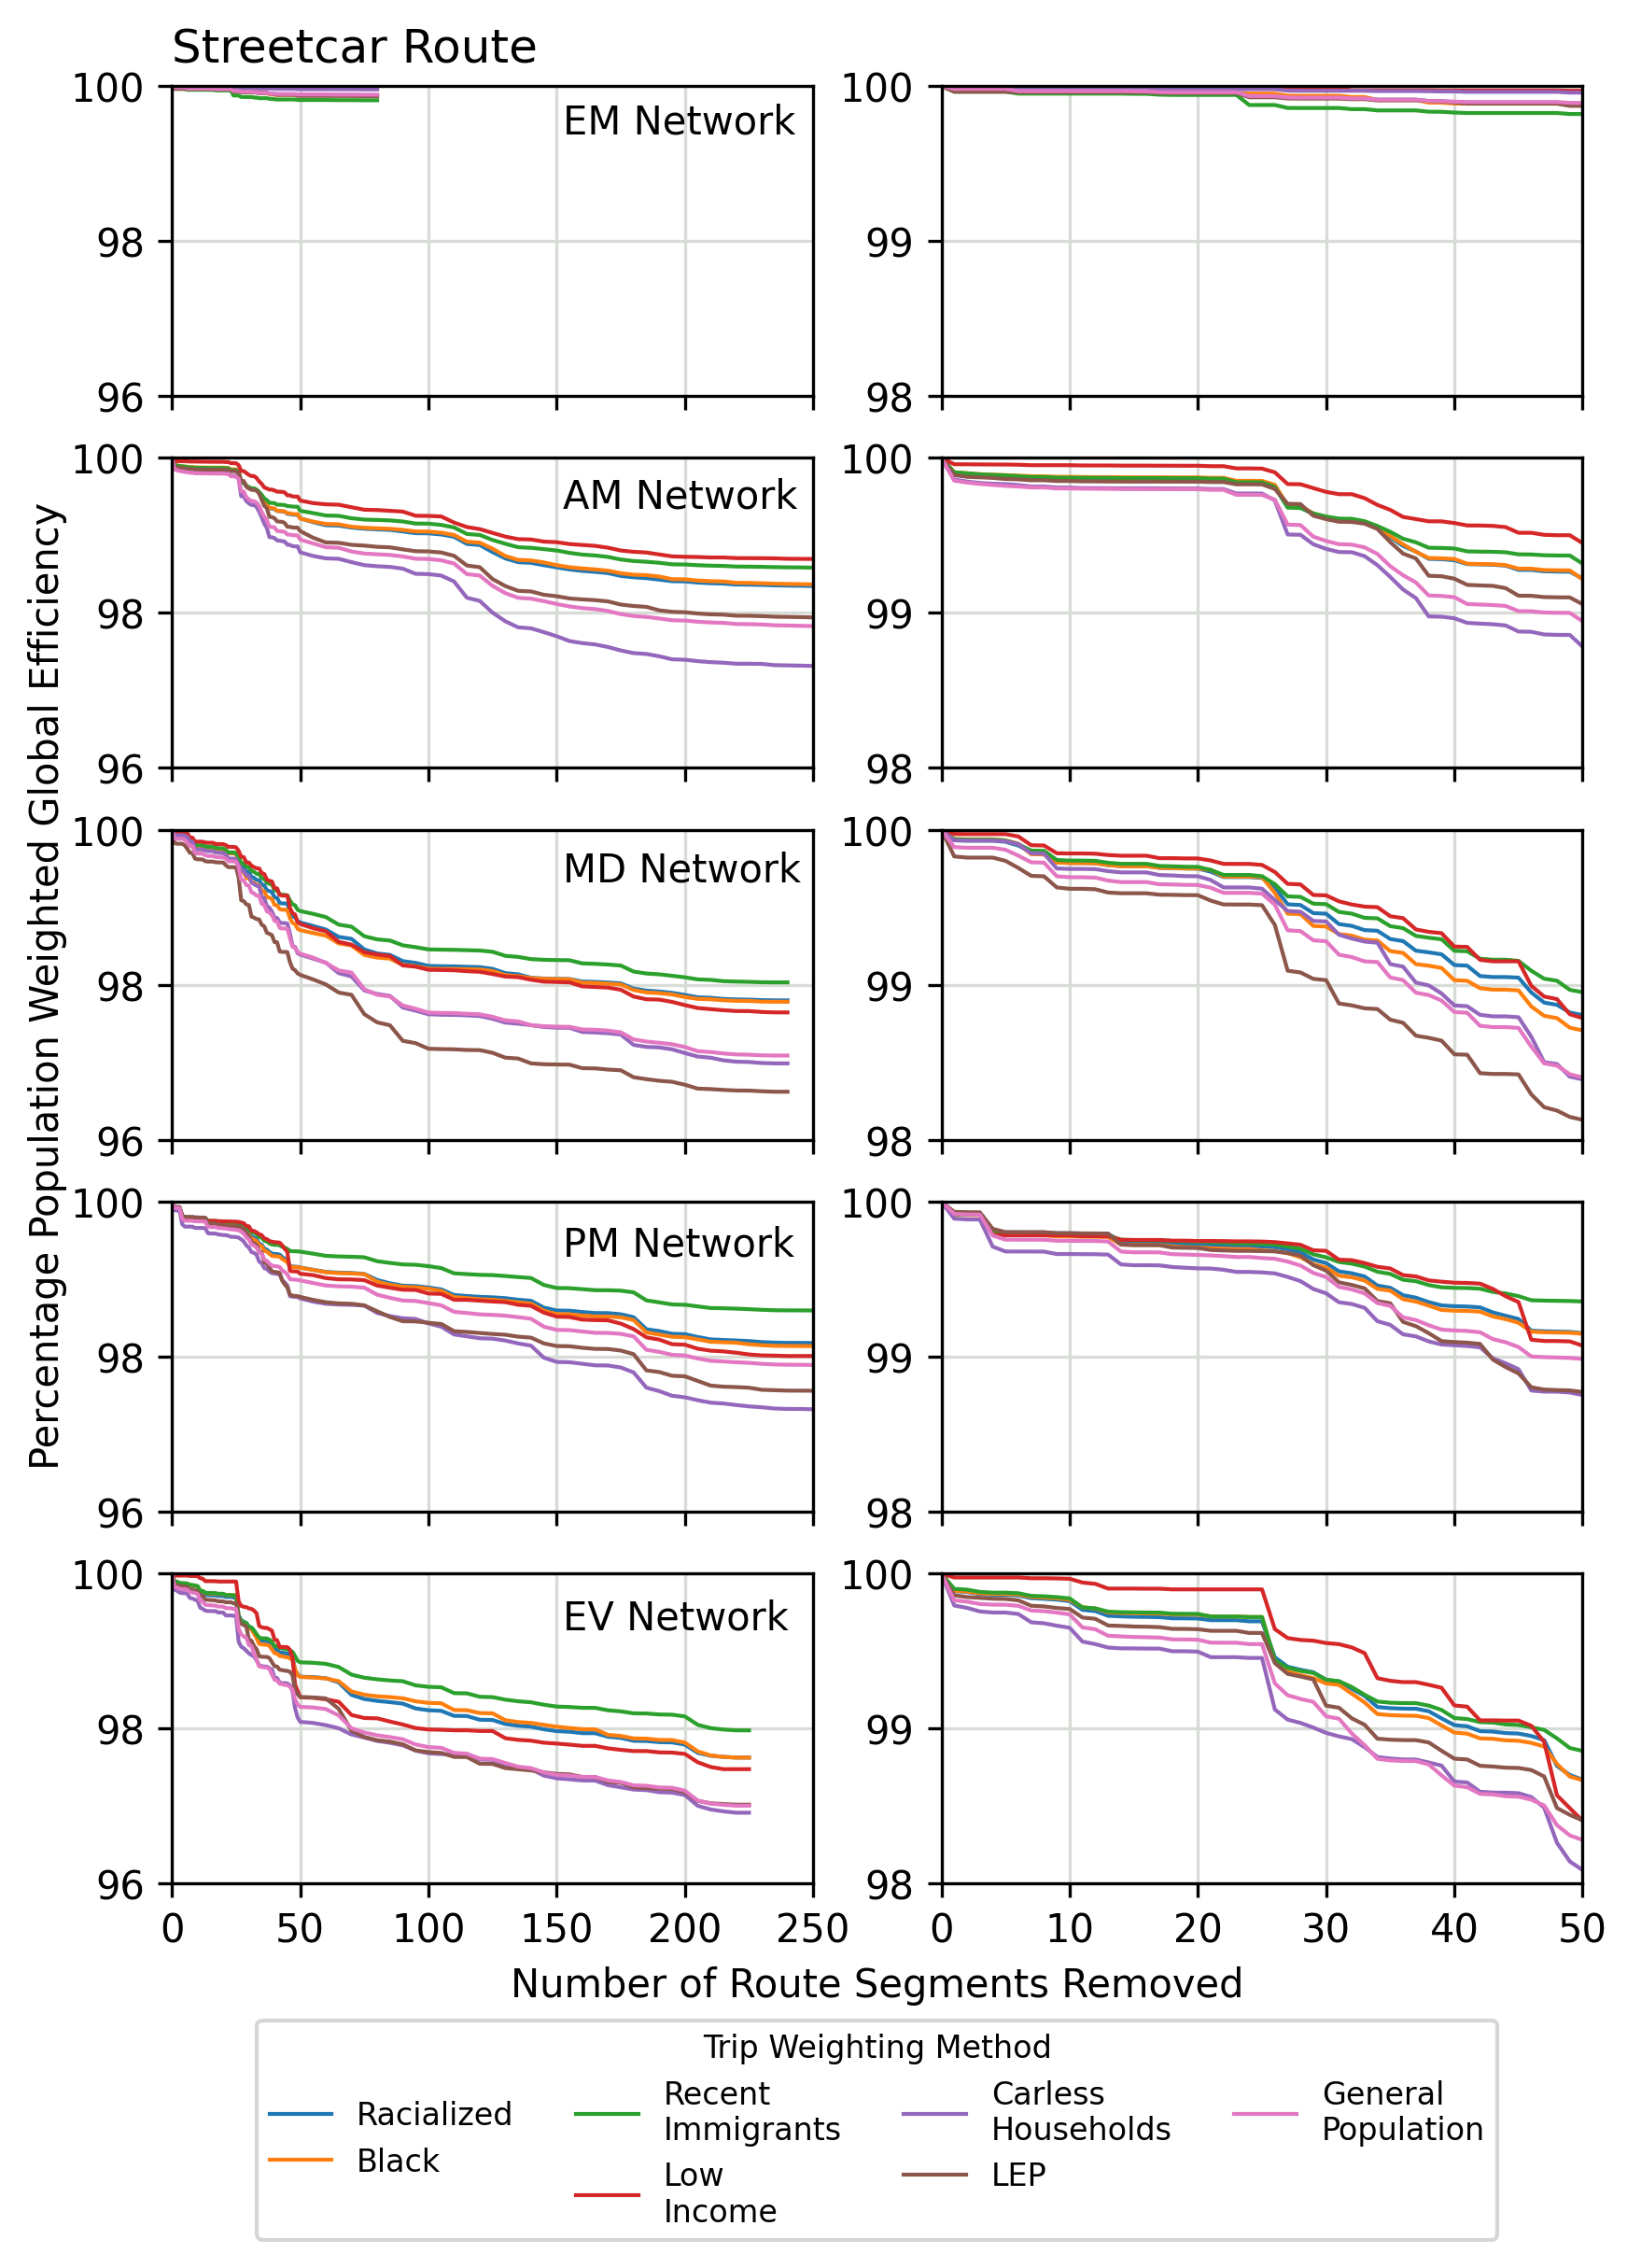 Streetcar Route
Percentage Population Weighted Global Efficiency
100
98
96
EM Network
100
99
98
100
98
96
AM Network
100
99
98
100
98
96
MD Network
100
99
98
100
98
96
PM Network
100
99
98
100
98
96
EV Network
100
99
98
0 50 100 150 200 250
0 10 20 30 40 50
Number of Route Segments Removed
Trip Weighting Method
Racialized
Black
Recent
Immigrants
Low
Income
Carless
Households
LEP
General
Population